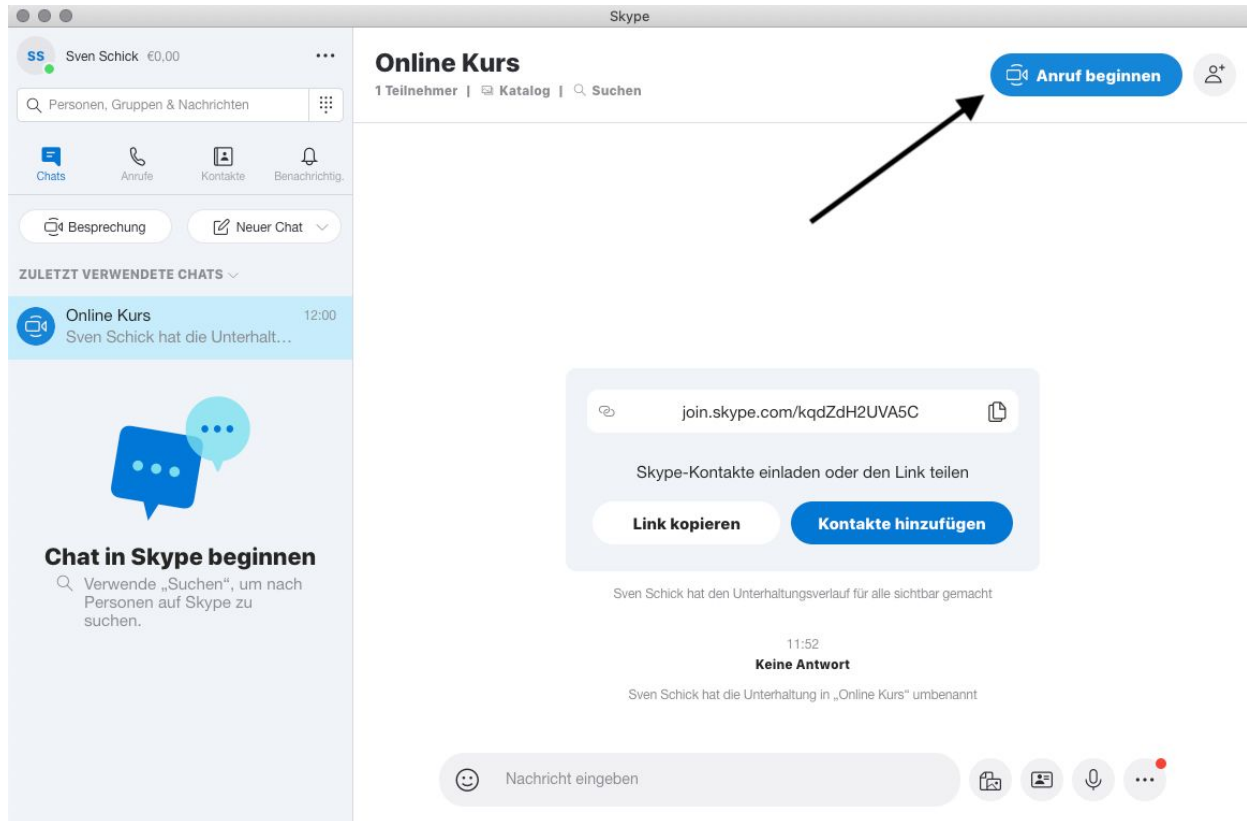 Skype
SS Sven Schick €0,00
Personen, Gruppen & Nachrichten
Chats Anrufe Kontakte Benachrichtig.
Besprechung Neuer Chat
ZULETZT VERWENDETE CHATS
Online Kurs 12:00
Sven Schick hat die Unterhalt...
Chat in Skype beginnen
Verwende „Suchen“, um nach
Personen auf Skype zu
suchen.
Online Kurs
1 Teilnehmer | Katalog | Suchen
Anruf beginnen
join.skype.com/kqdZdH2UVA5C
Skype-Kontakte einladen oder den Link teilen
Link kopieren Kontakte hinzufügen
Sven Schick hat den Unterhaltungsverlauf für alle sichtbar gemacht
11:52
Keine Antwort
Sven Schick hat die Unterhaltung in „Online Kurs“ umbenannt
Nachricht eingeben